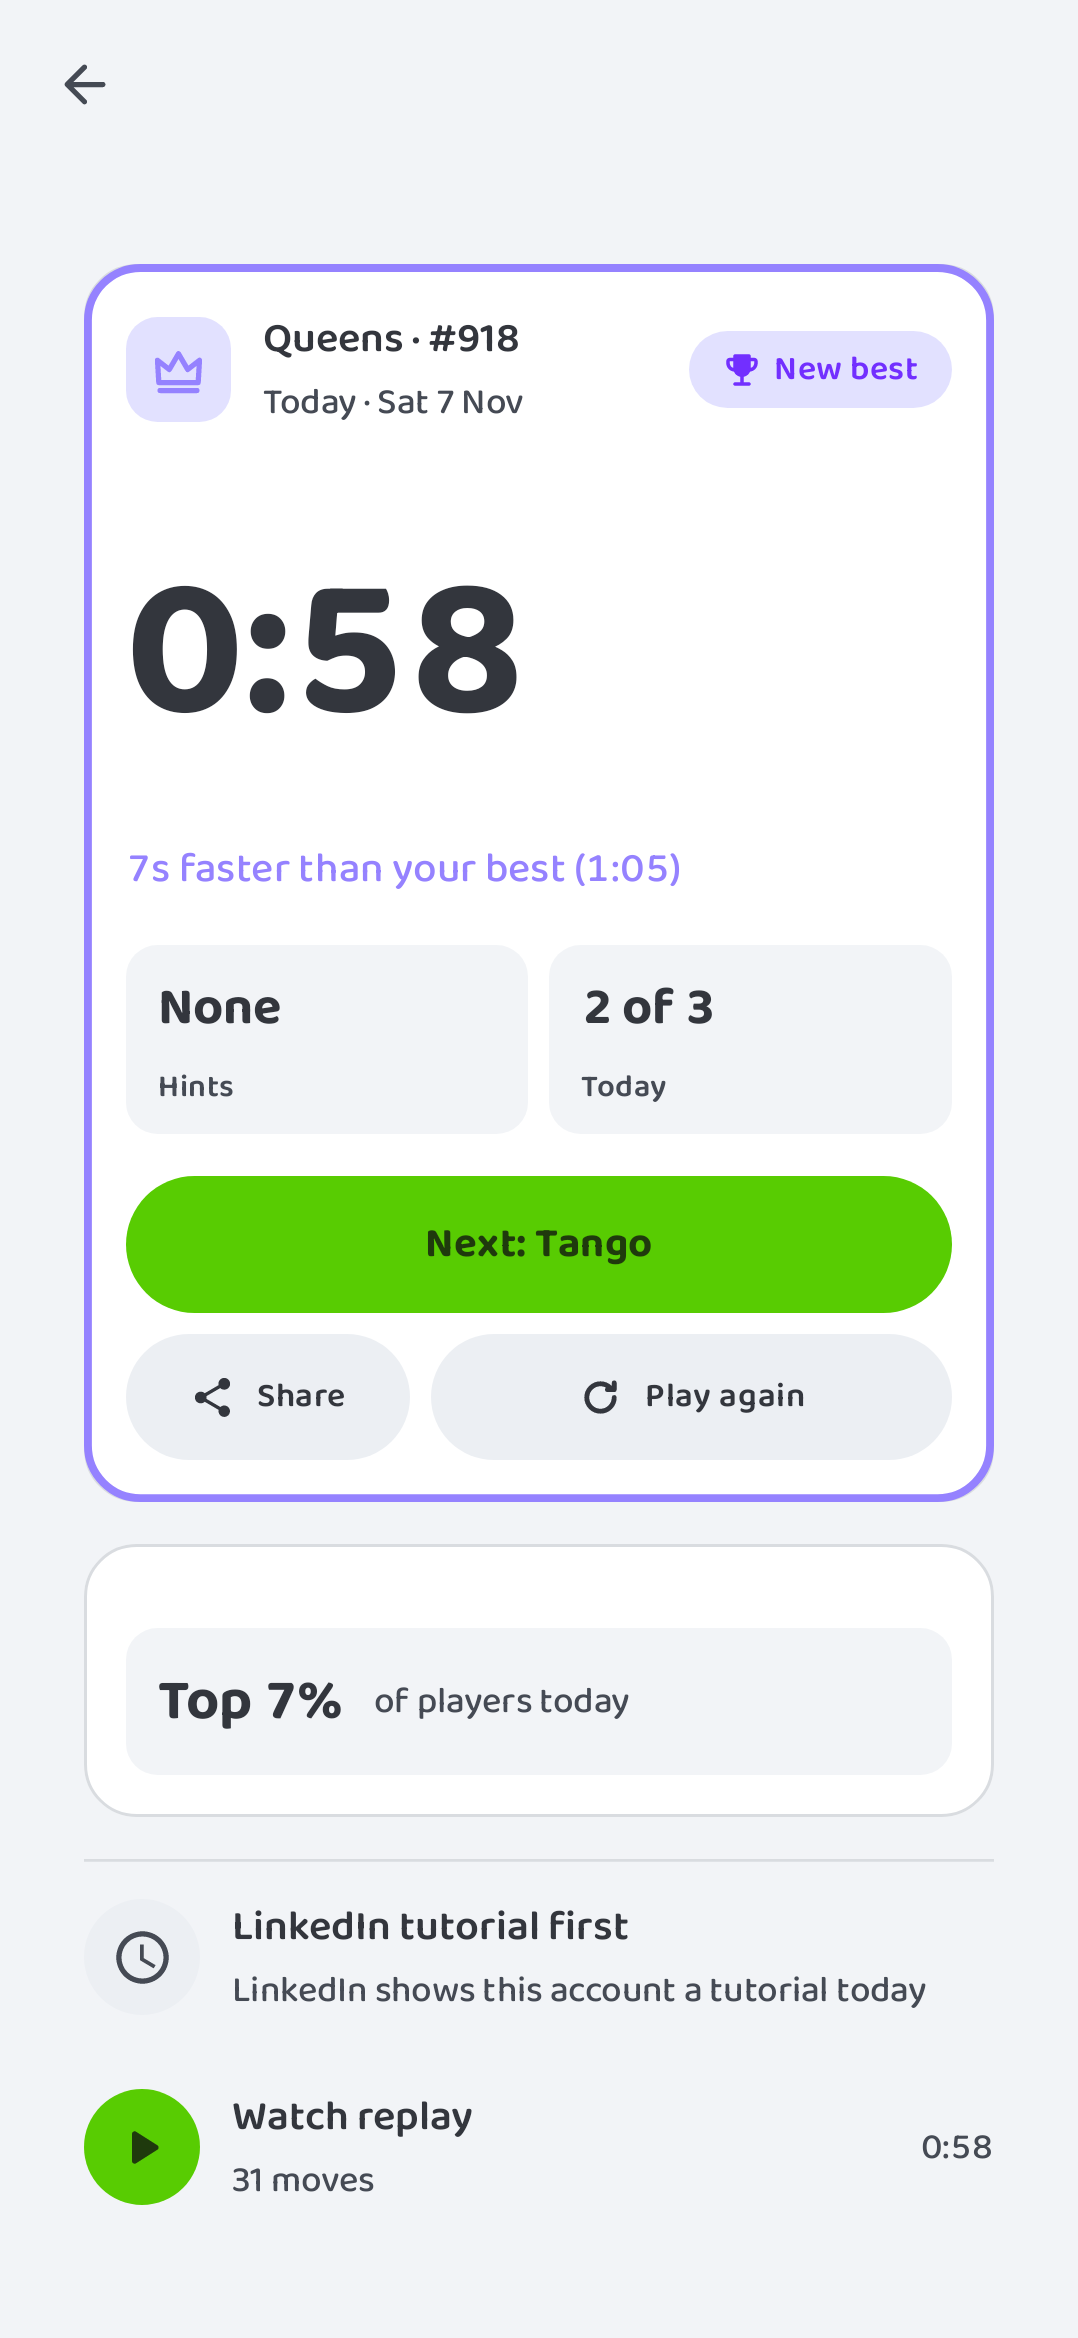 Queens · #918
Today · Sat 7 Nov
New best
0:58
7s faster than your best (1:05)
None
Hints
2 of 3
Today
Next: Tango
Share
Play again
Top 7% of players today
LinkedIn tutorial first
LinkedIn shows this account a tutorial today
Watch replay
31 moves
0:58